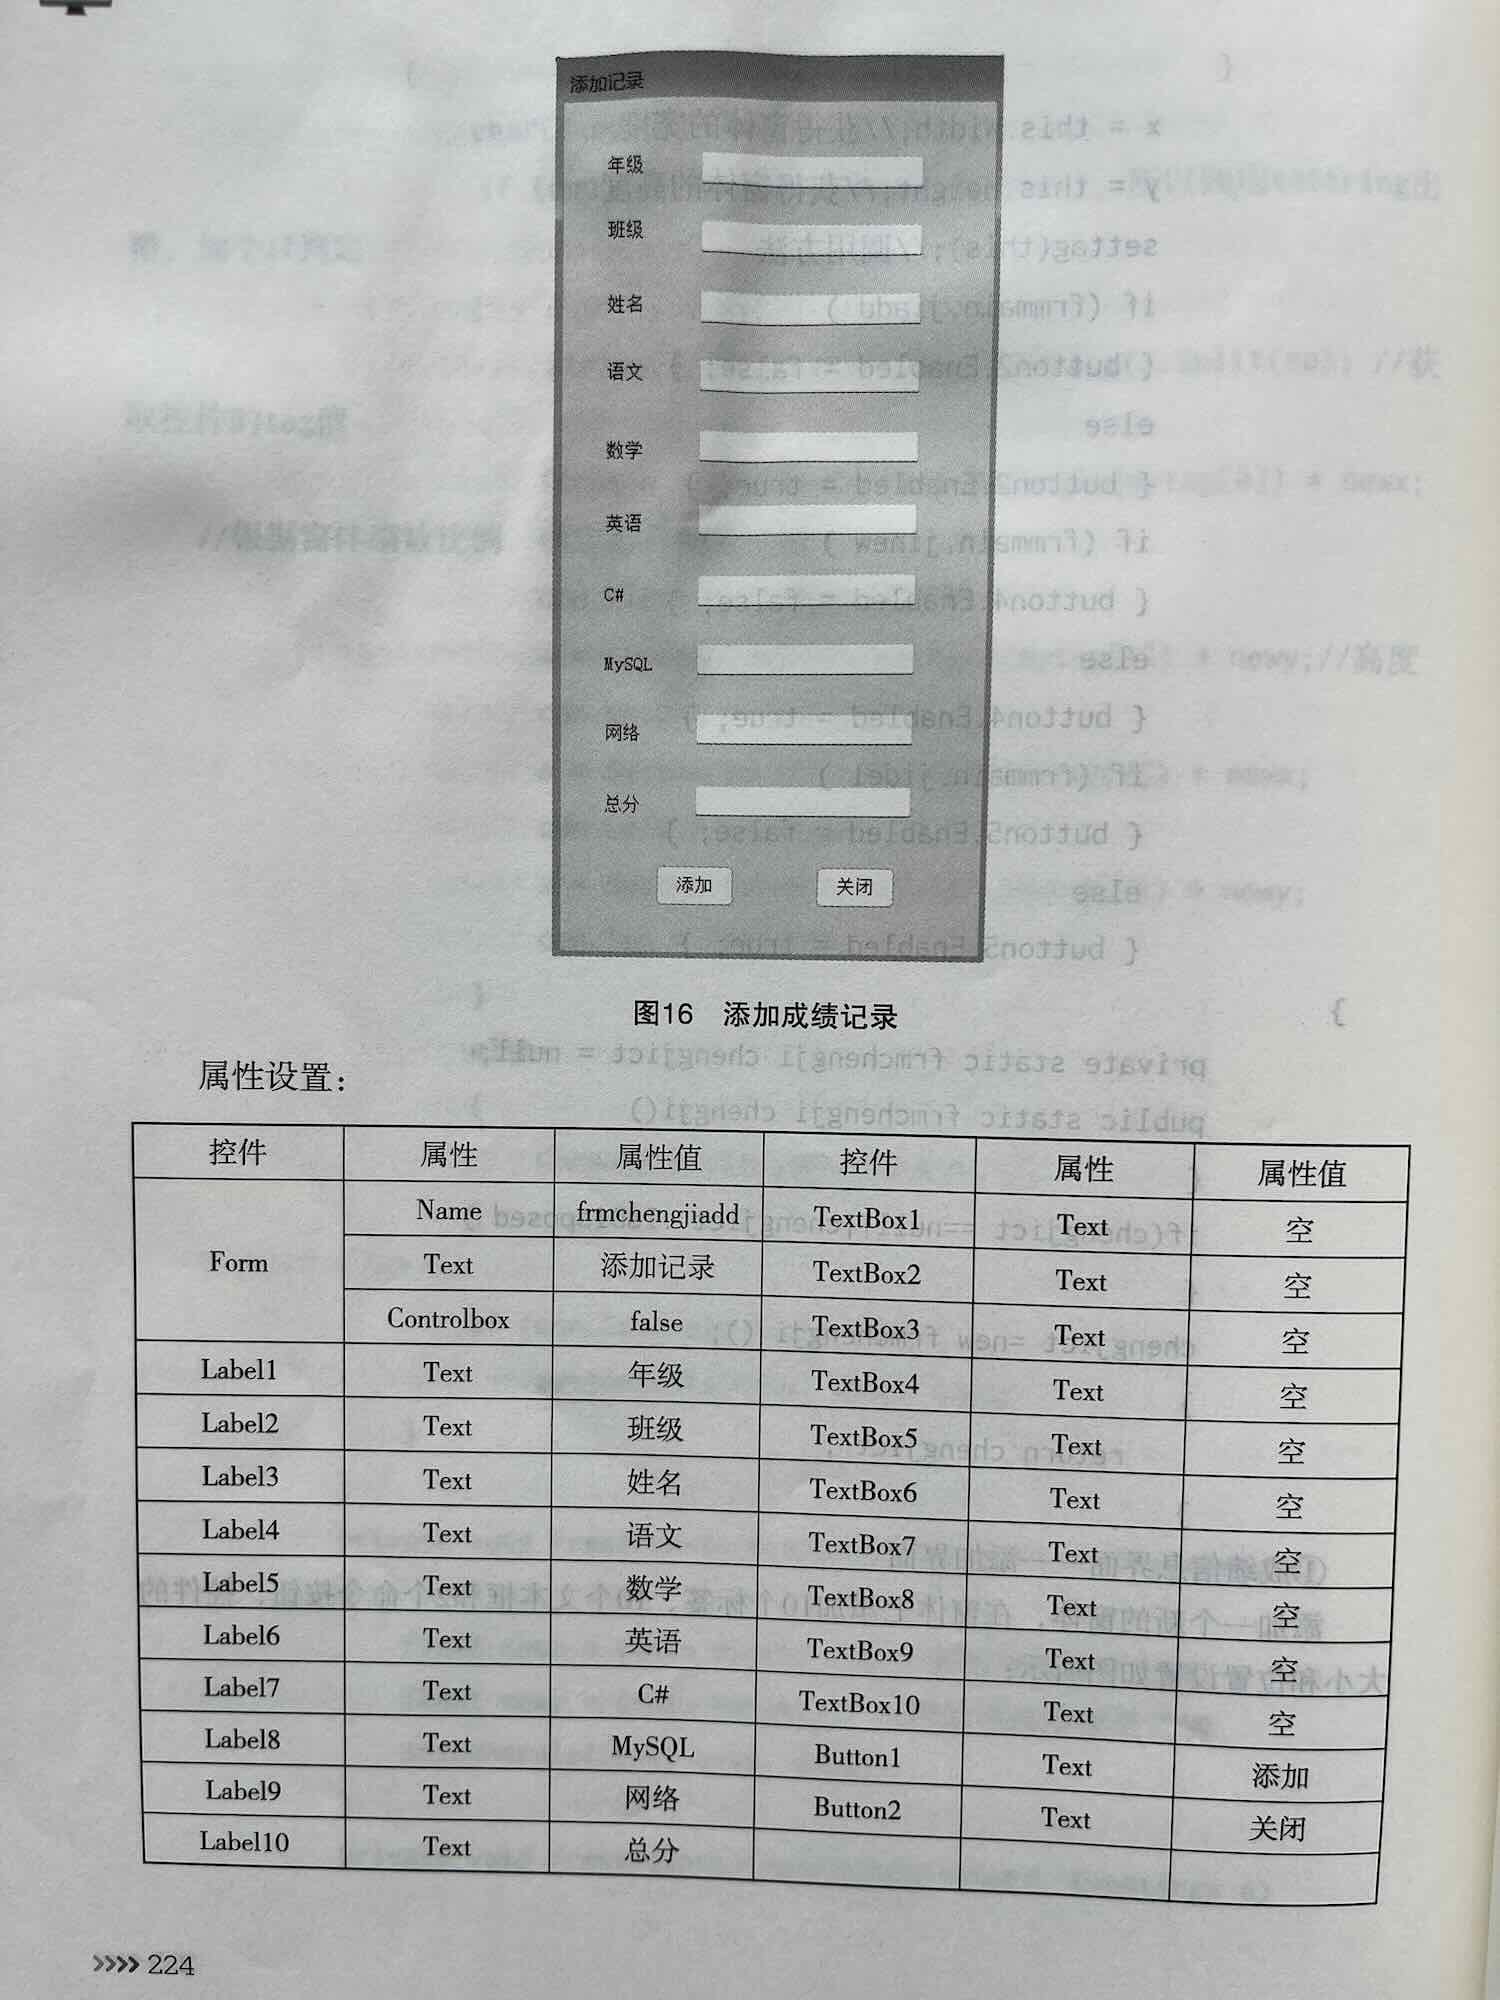 添加记录
年级
班级
姓名
语文
数学
英语
C#
MySQL
网络
总分
添加 关闭
图16 添加成绩记录
属性设置：
控件 属性 属性值 控件 属性 属性值
Form Name frmchengjiadd TextBox1 Text 空
Text 添加记录 TextBox2 Text 空
Controlbox false TextBox3 Text 空
Label1 Text 年级 TextBox4 Text 空
Label2 Text 班级 TextBox5 Text 空
Label3 Text 姓名 TextBox6 Text 空
Label4 Text 语文 TextBox7 Text 空
Label5 Text 数学 TextBox8 Text 空
Label6 Text 英语 TextBox9 Text 空
Label7 Text C# TextBox10 Text 空
Label8 Text MySQL Button1 Text 添加
Label9 Text 网络 Button2 Text 关闭
Label10 Text 总分
>>>> 224